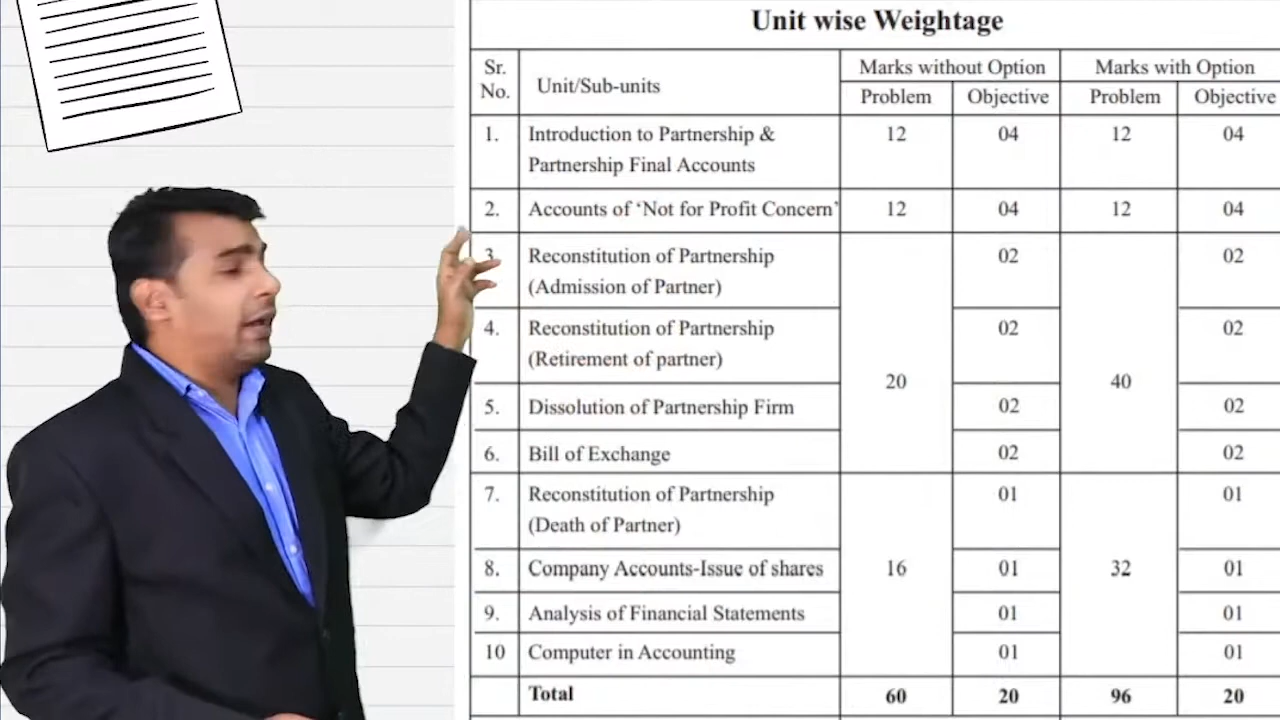 Unit wise Weightage
Sr. No. Unit/Sub-units Marks without Option Marks with Option
Problem Objective Problem Objective
1. Introduction to Partnership & 12 04 12 04
Partnership Final Accounts
2. Accounts of ‘Not for Profit Concern’ 12 04 12 04
3. Reconstitution of Partnership 02 02
(Admission of Partner)
4. Reconstitution of Partnership 02 02
(Retirement of partner)
20 40
5. Dissolution of Partnership Firm 02 02
6. Bill of Exchange 02 02
7. Reconstitution of Partnership 01 01
(Death of Partner)
8. Company Accounts-Issue of shares 16 01 32 01
9. Analysis of Financial Statements 01 01
10 Computer in Accounting 01 01
Total 60 20 96 20